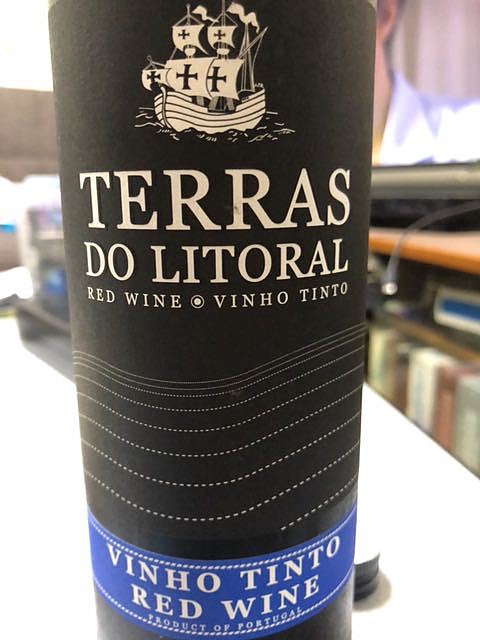 TERRAS
DO LITORAL
RED WINE ◉ VINHO TINTO
VINHO TINTO
RED WINE
PRODUCT OF PORTUGAL